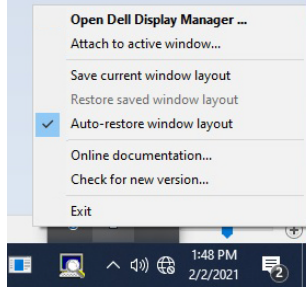 Open Dell Display Manager ...
Attach to active window...
Save current window layout
Restore saved window layout
Auto-restore window layout
Online documentation...
Check for new version...
Exit
1:48 PM
2/2/2021
2